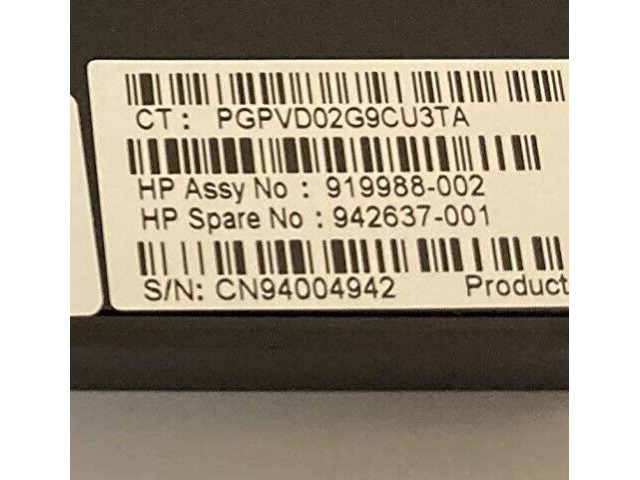 CT: PGPVD02G9CU3TA
HP Assy No : 919988-002
HP Spare No : 942637-001
S/N: CN94004942 Product